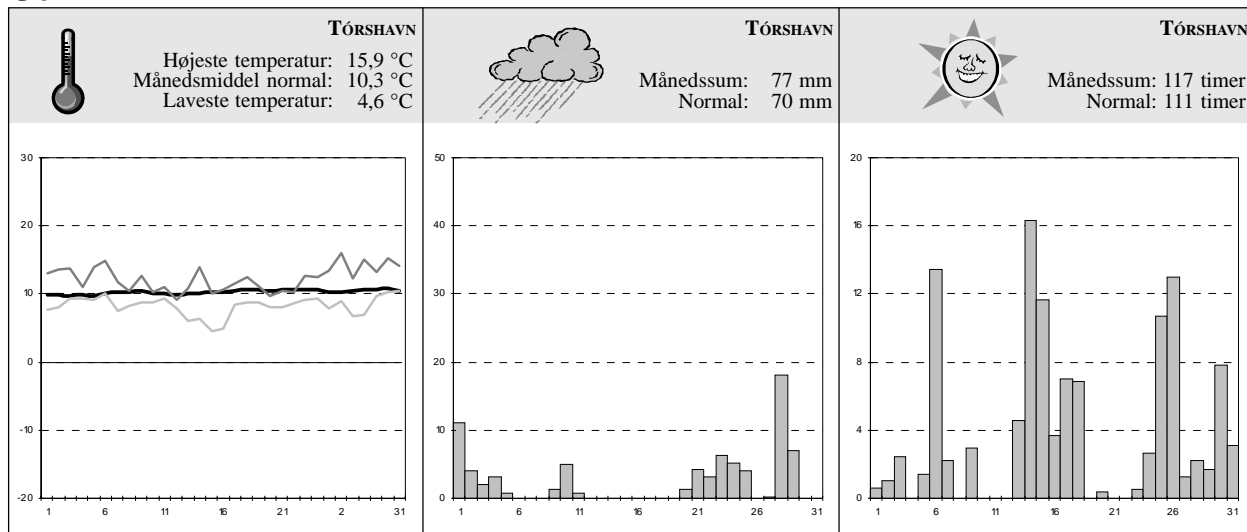 TÓRSHAVN
Højeste temperatur: 15,9 °C
Månedsmiddel normal: 10,3 °C
Laveste temperatur: 4,6 °C
30
20
10
0
-10
-20
1 6 11 16 21 2 31
TÓRSHAVN
Månedssum: 77 mm
Normal: 70 mm
50
40
30
20
10
0
1 6 11 16 21 26 31
TÓRSHAVN
Månedssum: 117 timer
Normal: 111 timer
20
16
12
8
4
0
1 6 11 16 21 26 31